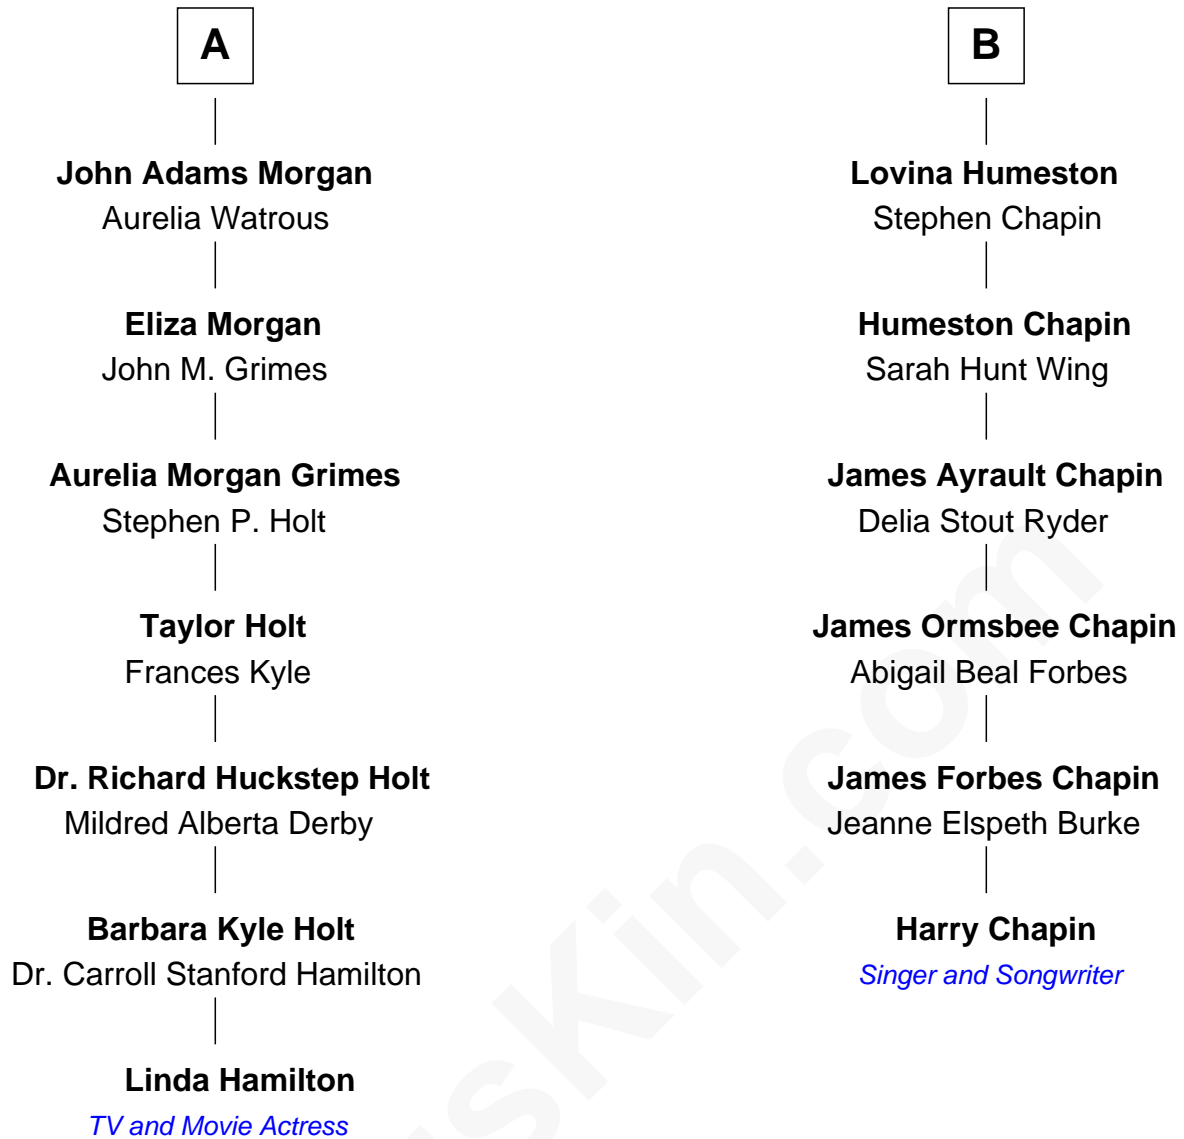 A
John Adams Morgan
Aurelia Watrous
Eliza Morgan
John M. Grimes
Aurelia Morgan Grimes
Stephen P. Holt
Taylor Holt
Frances Kyle
Dr. Richard Huckstep Holt
Mildred Alberta Derby
Barbara Kyle Holt
Dr. Carroll Stanford Hamilton
Linda Hamilton
TV and Movie Actress
B
Lovina Humeston
Stephen Chapin
Humeston Chapin
Sarah Hunt Wing
James Ayrault Chapin
Delia Stout Ryder
James Ormsbee Chapin
Abigail Beal Forbes
James Forbes Chapin
Jeanne Elspeth Burke
Harry Chapin
Singer and Songwriter